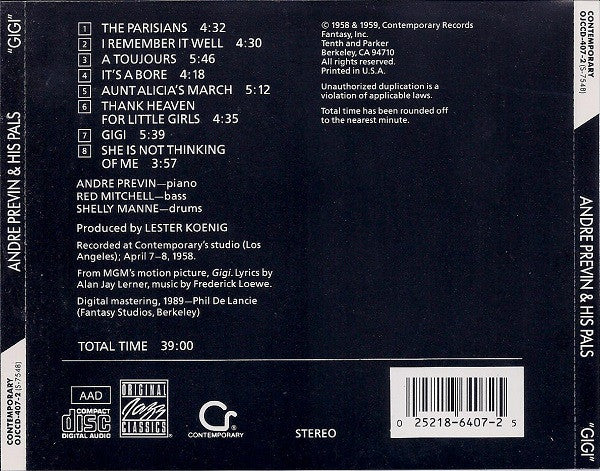 ANDRE PREVIN & HIS PALS "GIGI"
CONTEMPORARY
OJCCD-407-2 (S-7548)
1 THE PARISIANS 4:32
2 I REMEMBER IT WELL 4:30
3 A TOUJOURS 5:46
4 IT'S A BORE 4:18
5 AUNT ALICIA'S MARCH 5:12
6 THANK HEAVEN
FOR LITTLE GIRLS 4:35
7 GIGI 5:39
8 SHE IS NOT THINKING
OF ME 3:57
ANDRE PREVIN—piano
RED MITCHELL—bass
SHELLY MANNE—drums
Produced by LESTER KOENIG
Recorded at Contemporary's studio (Los
Angeles); April 7–8, 1958.
From MGM's motion picture, Gigi. Lyrics by
Alan Jay Lerner, music by Frederick Loewe.
Digital mastering, 1989—Phil De Lancie
(Fantasy Studios, Berkeley)
TOTAL TIME 39:00
© 1958 & 1959, Contemporary Records
Fantasy, Inc.
Tenth and Parker
Berkeley, CA 94710
All rights reserved.
Printed in U.S.A.
Unauthorized duplication is a
violation of applicable laws.
Total time has been rounded off
to the nearest minute.
AAD
COMPACT
disc
DIGITAL AUDIO
ORIGINAL
Jazz
CLASSICS
CR
CONTEMPORARY
STEREO
0 25218-6407-2 5
CONTEMPORARY
OJCCD-407-2 (S-7548)
ANDRE PREVIN & HIS PALS
"GIGI"